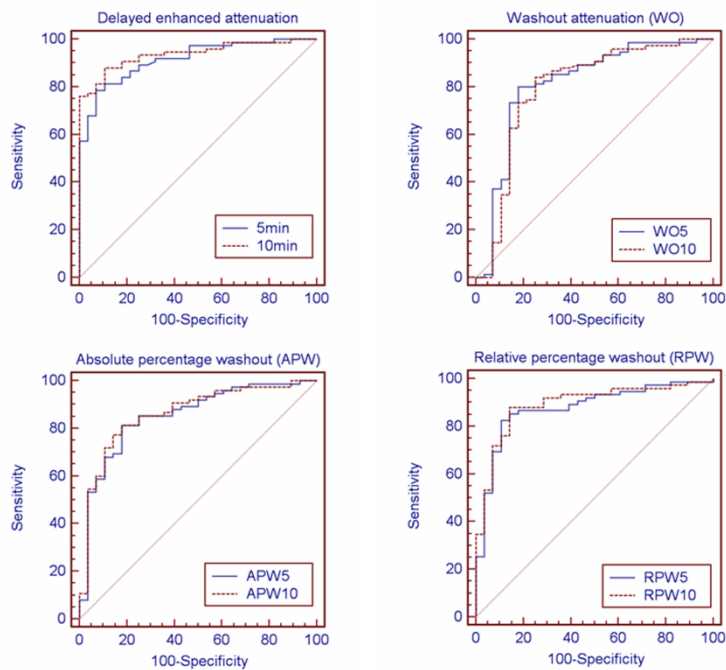 Delayed enhanced attenuation
100
80
60
40
20
0
Sensitivity
5min
10min
0 20 40 60 80 100
100-Specificity
Washout attenuation (WO)
100
80
60
40
20
0
Sensitivity
WO5
WO10
0 20 40 60 80 100
100-Specificity
Absolute percentage washout (APW)
100
80
60
40
20
0
Sensitivity
APW5
APW10
0 20 40 60 80 100
100-Specificity
Relative percentage washout (RPW)
100
80
60
40
20
0
Sensitivity
RPW5
RPW10
0 20 40 60 80 100
100-Specificity